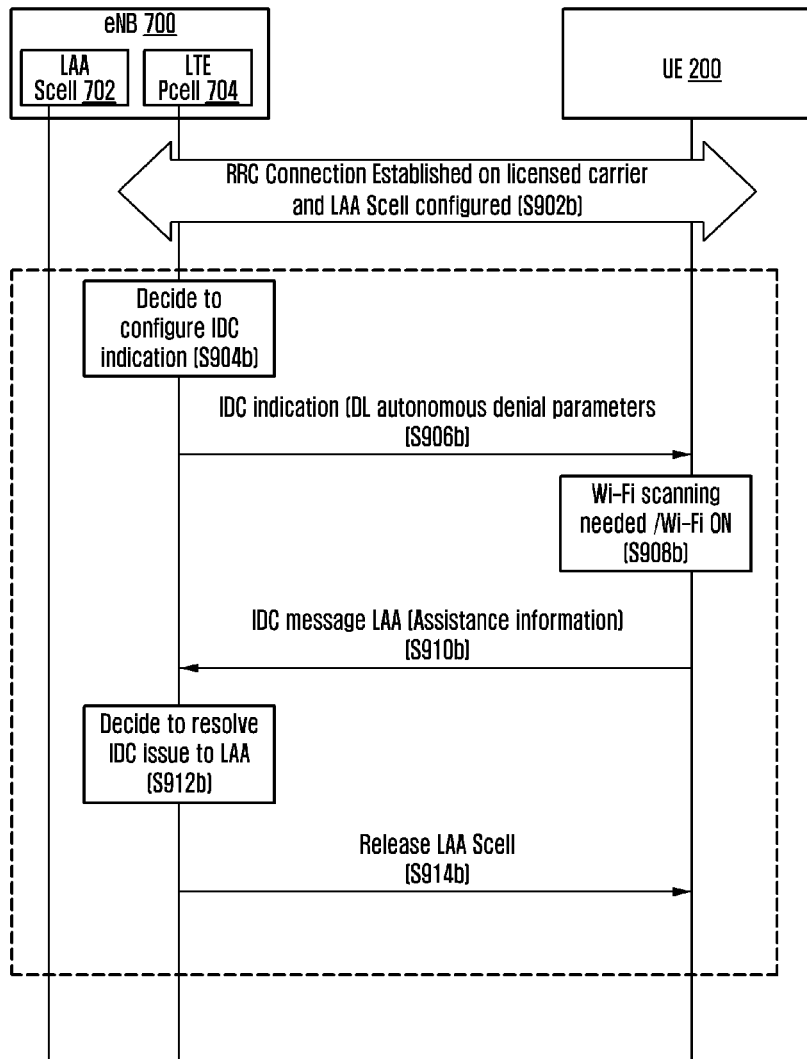 eNB 700
LAA
Scell 702
LTE
Pcell 704
UE 200
RRC Connection Established on licensed carrier
and LAA Scell configured (S902b)
Decide to
configure IDC
indication (S904b)
IDC indication (DL autonomous denial parameters
(S906b)
Wi-Fi scanning
needed /Wi-Fi ON
(S908b)
IDC message LAA (Assistance information)
(S910b)
Decide to resolve
IDC issue to LAA
(S912b)
Release LAA Scell
(S914b)